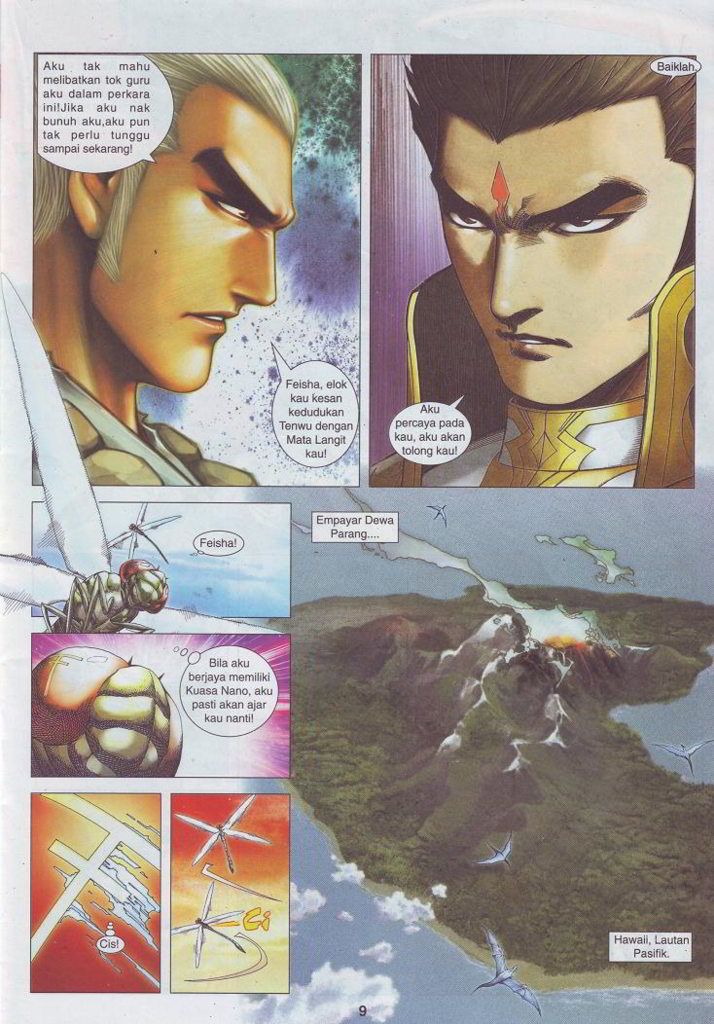 Aku tak mahu
melibatkan tok guru
aku dalam perkara
ini!Jika aku nak
bunuh aku,aku pun
tak perlu tunggu
sampai sekarang!
Feisha, elok
kau kesan
kedudukan
Tenwu dengan
Mata Langit
kau!
Baiklah.
Aku
percaya pada
kau, aku akan
tolong kau!
Feisha!
Empayar Dewa
Parang....
Bila aku
berjaya memiliki
Kuasa Nano, aku
pasti akan ajar
kau nanti!
Cis!
Ci
Hawaii, Lautan
Pasifik.
9